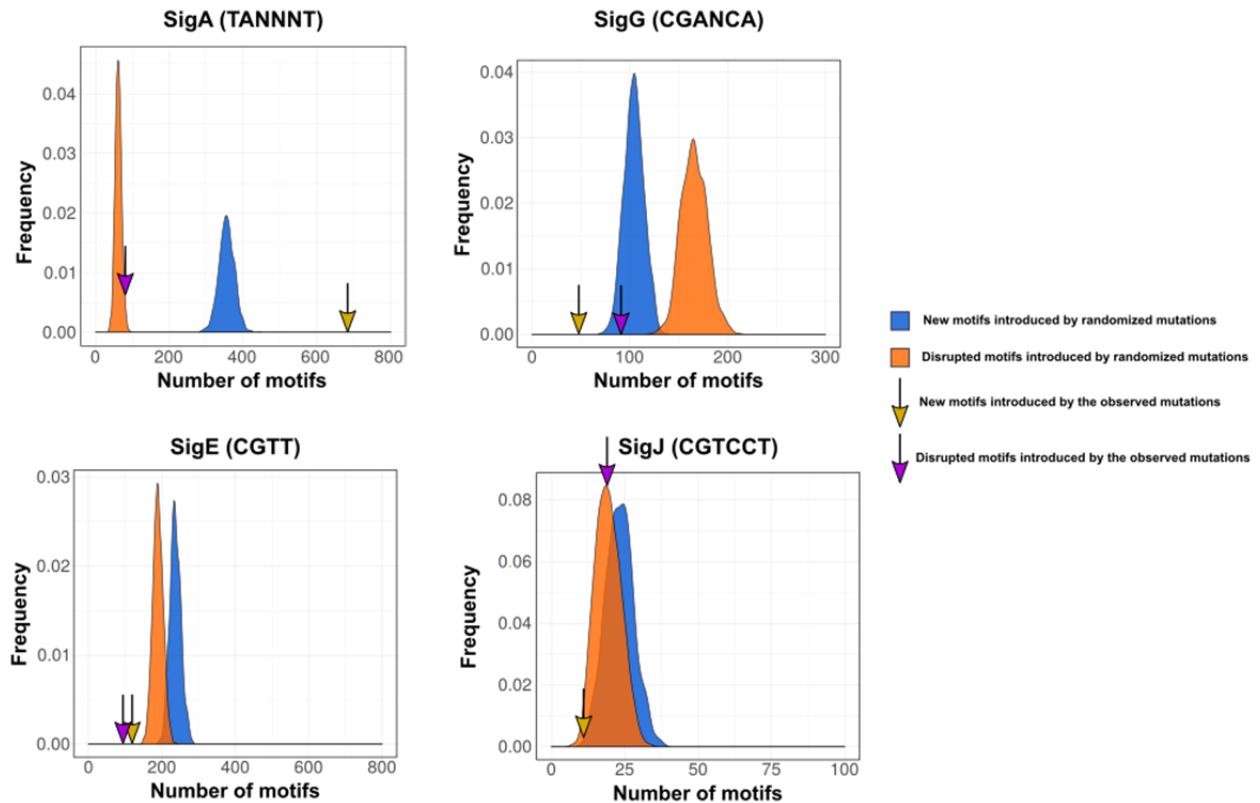 SigA (TANNNT)
Frequency
0.04
0.03
0.02
0.01
0.00
0
200
400
600
800
Number of motifs
SigG (CGANCA)
Frequency
0.04
0.03
0.02
0.01
0.00
0
100
200
300
Number of motifs
New motifs introduced by randomized mutations
Disrupted motifs introduced by randomized mutations
New motifs introduced by the observed mutations
Disrupted motifs introduced by the observed mutations
SigE (CGTT)
Frequency
0.03
0.02
0.01
0.00
0
200
400
600
800
Number of motifs
SigJ (CGTCCT)
Frequency
0.08
0.06
0.04
0.02
0.00
0
25
50
75
100
Number of motifs